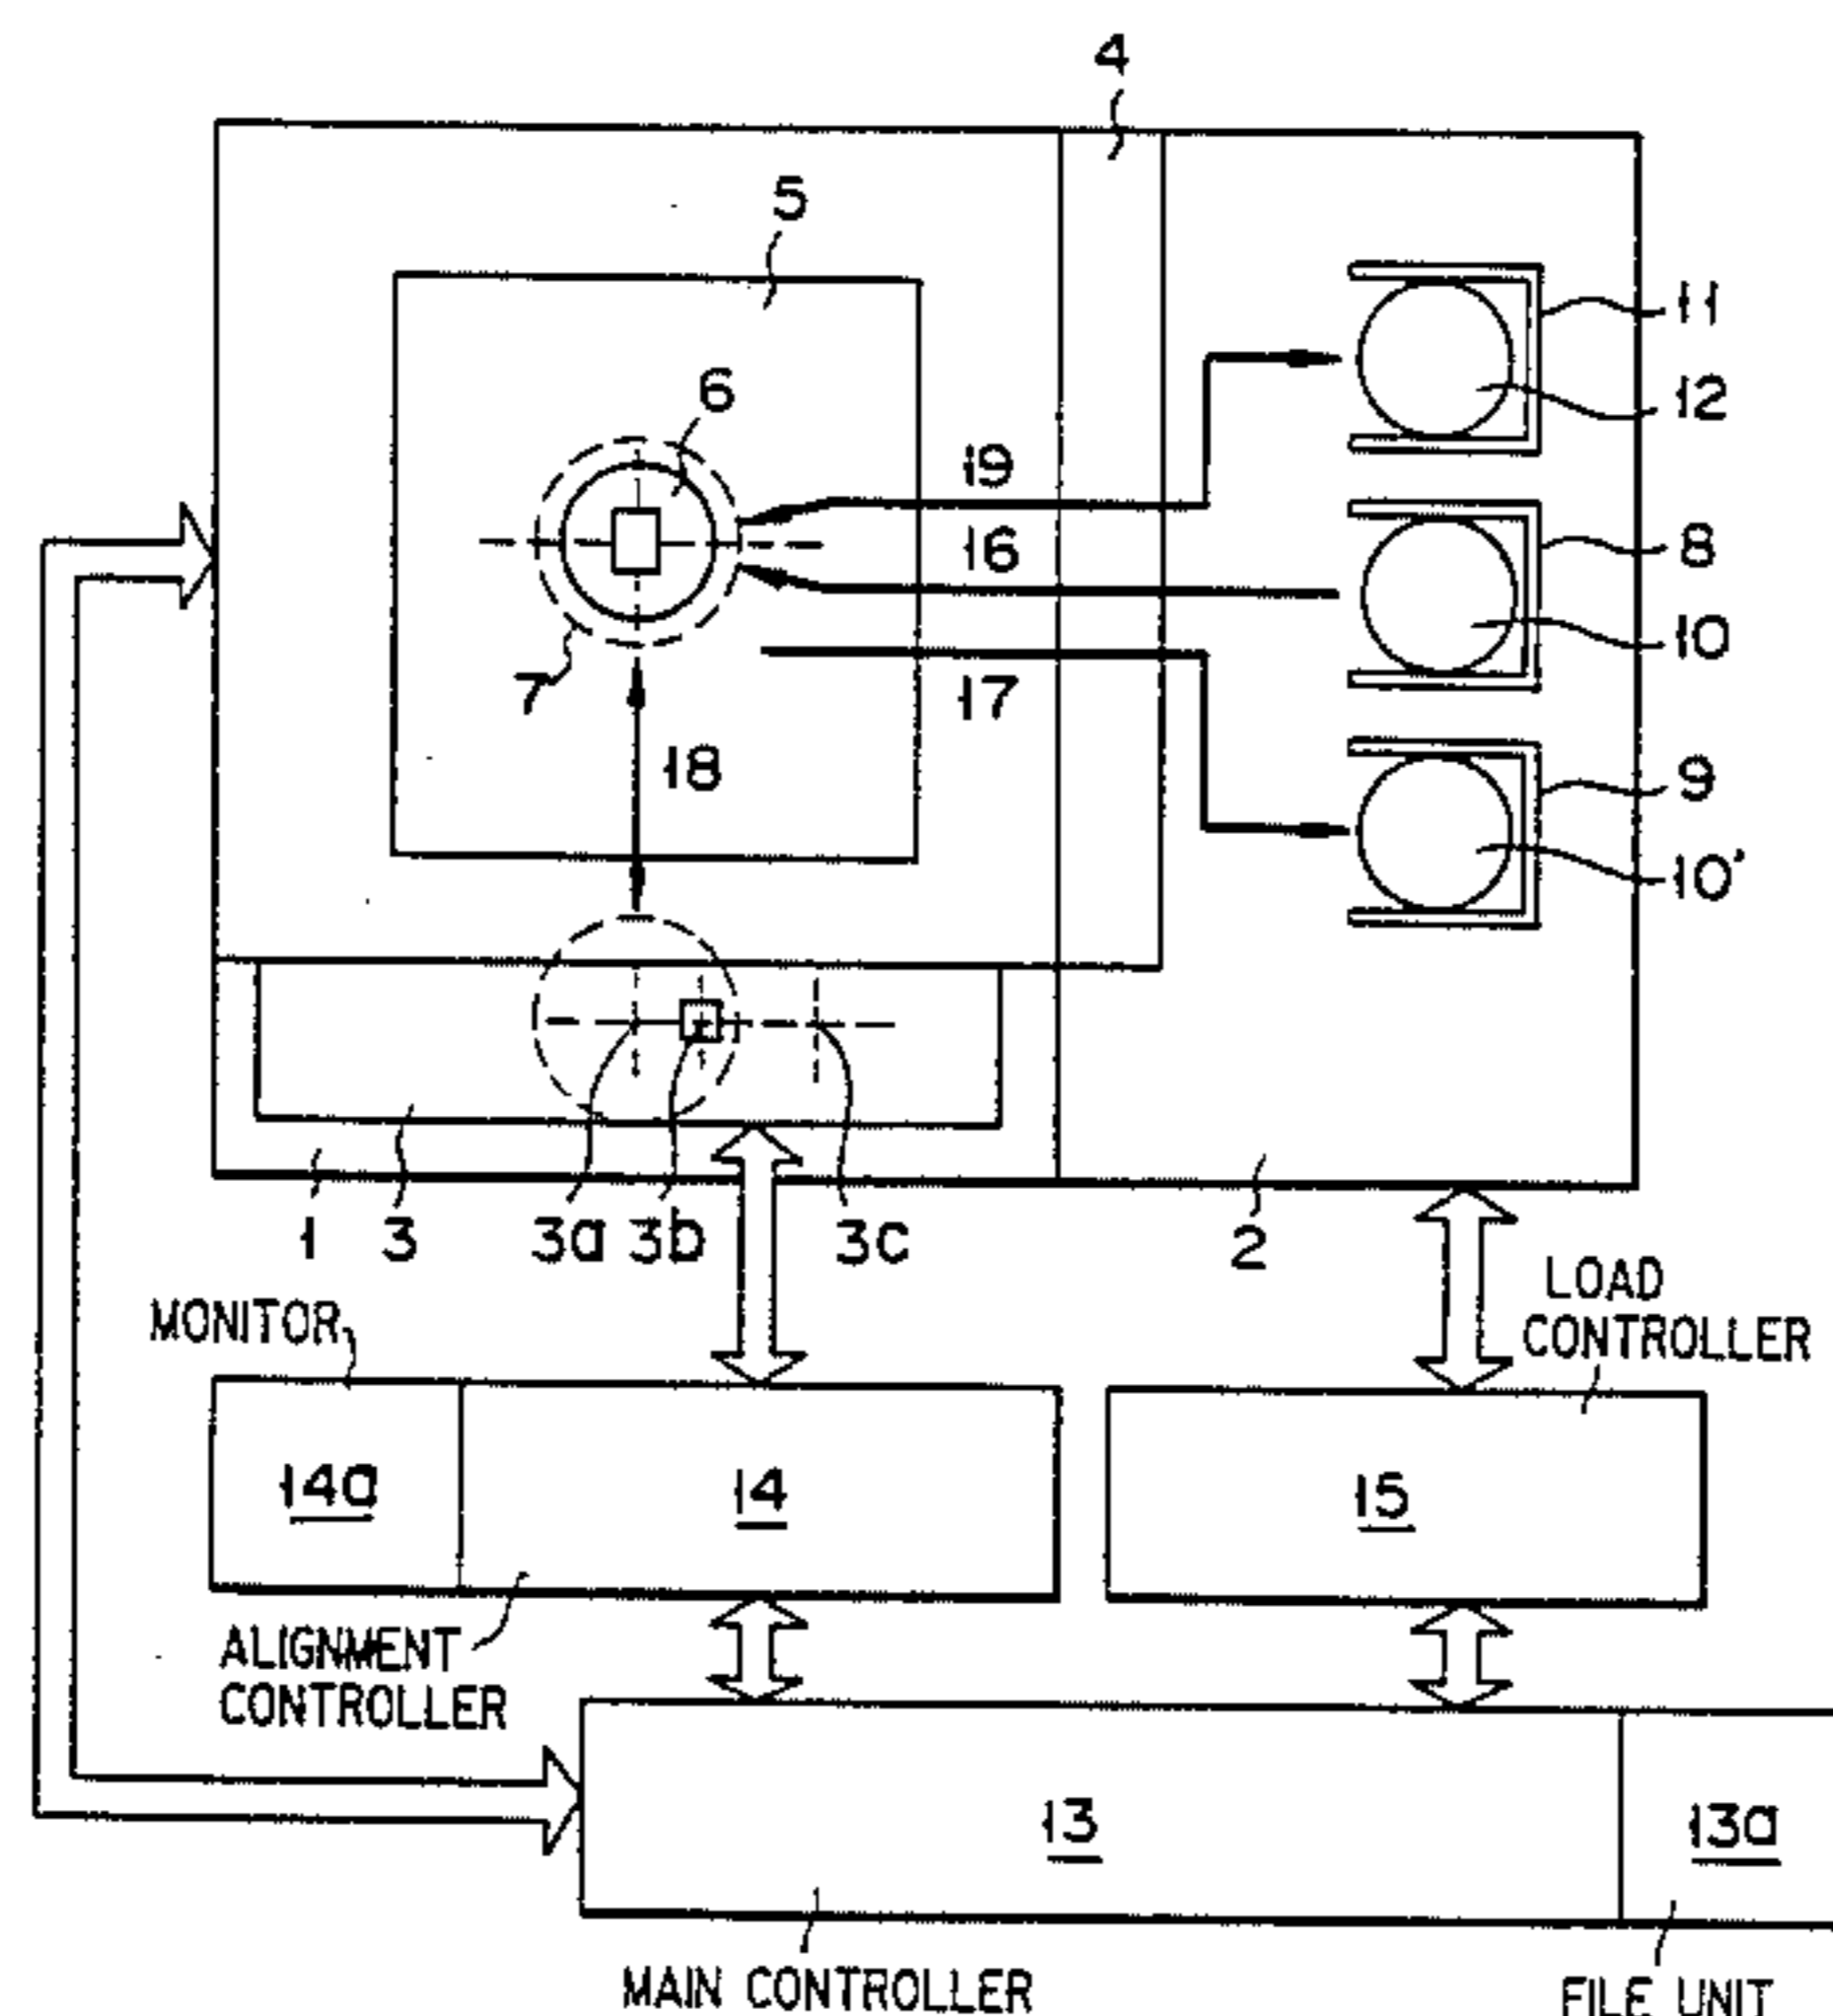 4
5
11
6
12
19
16
8
10
7
17
18
9
10'
1
3
3a
3b
3c
2
LOAD
CONTROLLER
MONITOR
14a
14
15
ALIGNMENT
CONTROLLER
13
13a
MAIN CONTROLLER
FILE UNIT